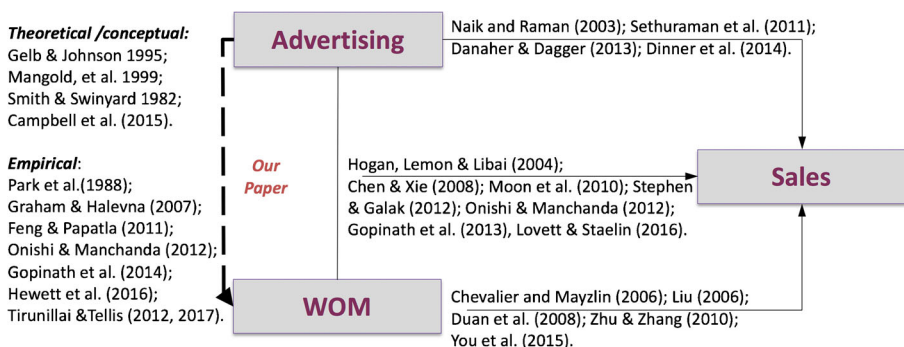 Theoretical /conceptual:
Gelb & Johnson 1995;
Mangold, et al. 1999;
Smith & Swinyard 1982;
Campbell et al. (2015).
Empirical:
Park et al.(1988);
Graham & Halevna (2007);
Feng & Papatla (2011);
Onishi & Manchanda (2012);
Gopinath et al. (2014);
Hewett et al. (2016);
Tirunillai &Tellis (2012, 2017).
Advertising
Our
Paper
WOM
Naik and Raman (2003); Sethuraman et al. (2011);
Danaher & Dagger (2013); Dinner et al. (2014).
Hogan, Lemon & Libai (2004);
Chen & Xie (2008); Moon et al. (2010); Stephen
& Galak (2012); Onishi & Manchanda (2012);
Gopinath et al. (2013), Lovett & Staelin (2016).
Chevalier and Mayzlin (2006); Liu (2006);
Duan et al. (2008); Zhu & Zhang (2010);
You et al. (2015).
Sales